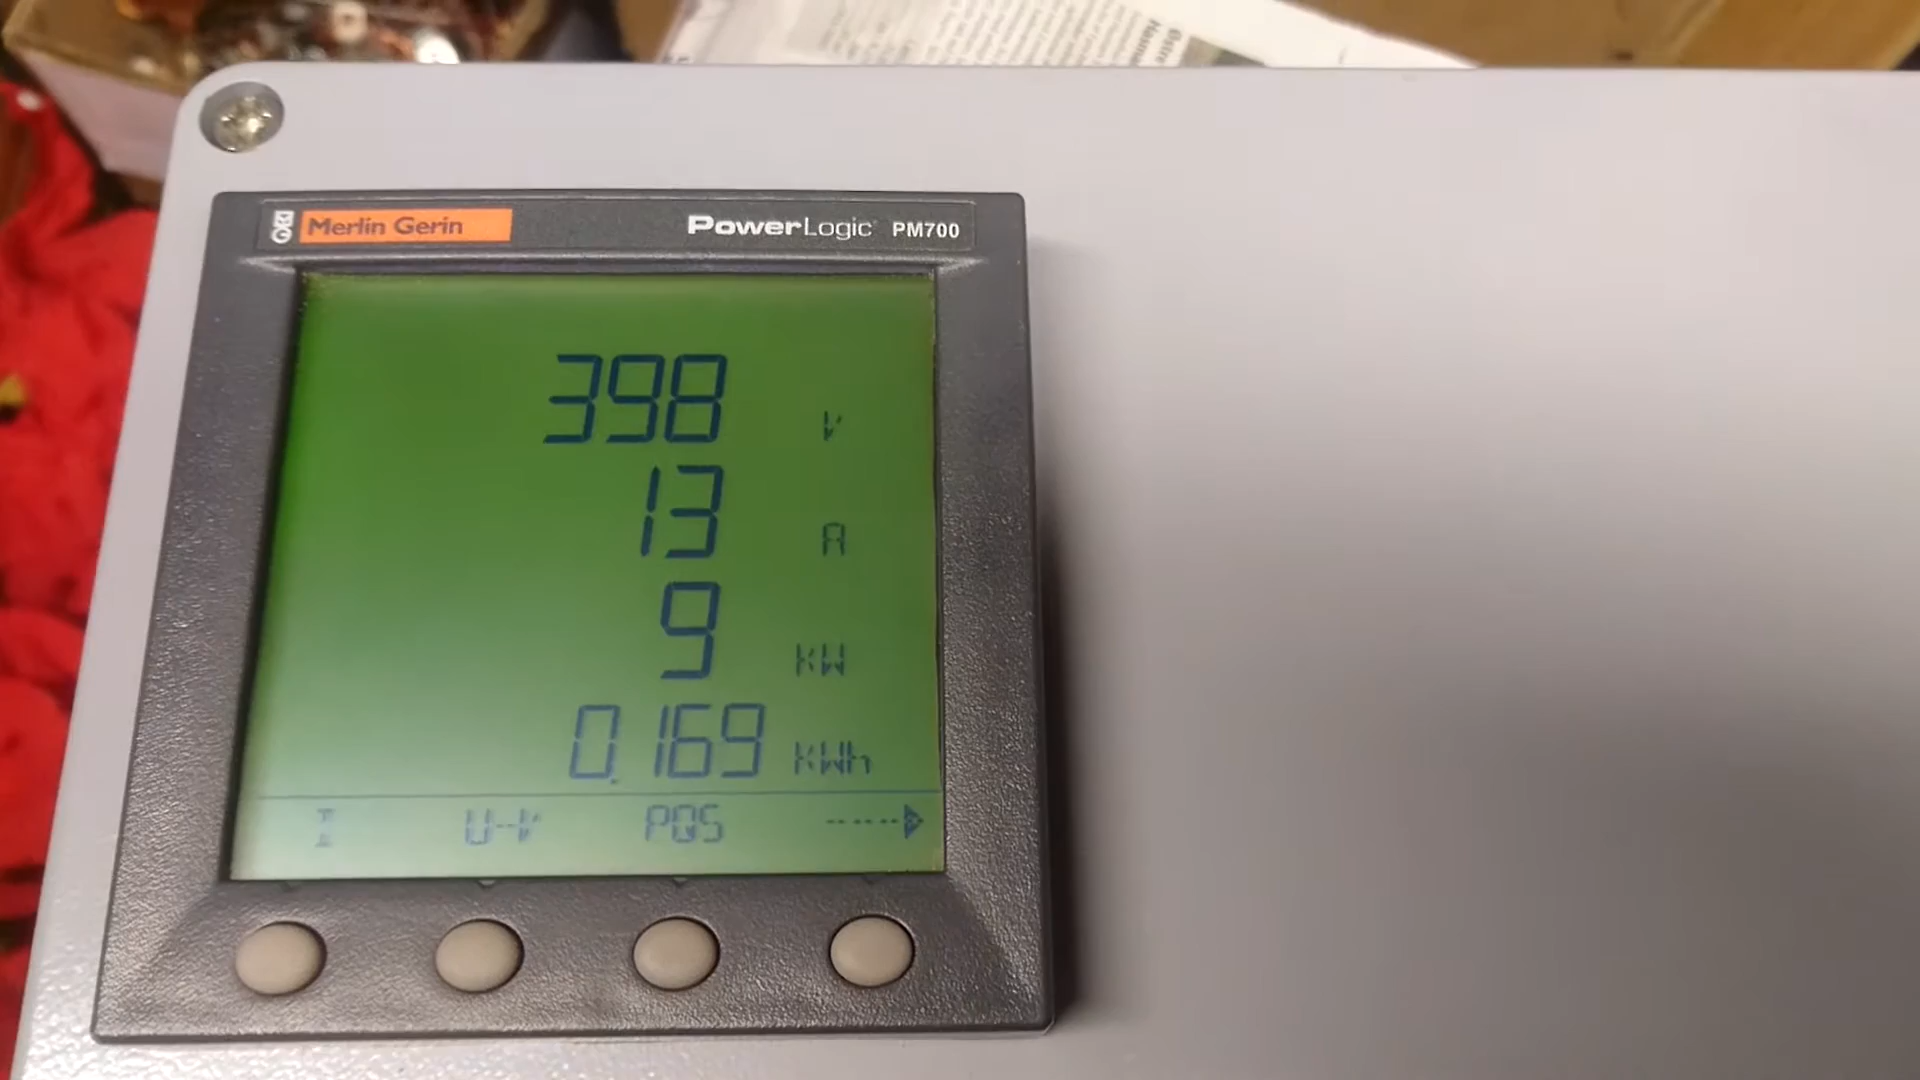 Merlin Gerin
PowerLogic PM700
398 V
13 A
9 kW
0.169 kWh
I U-V PQS